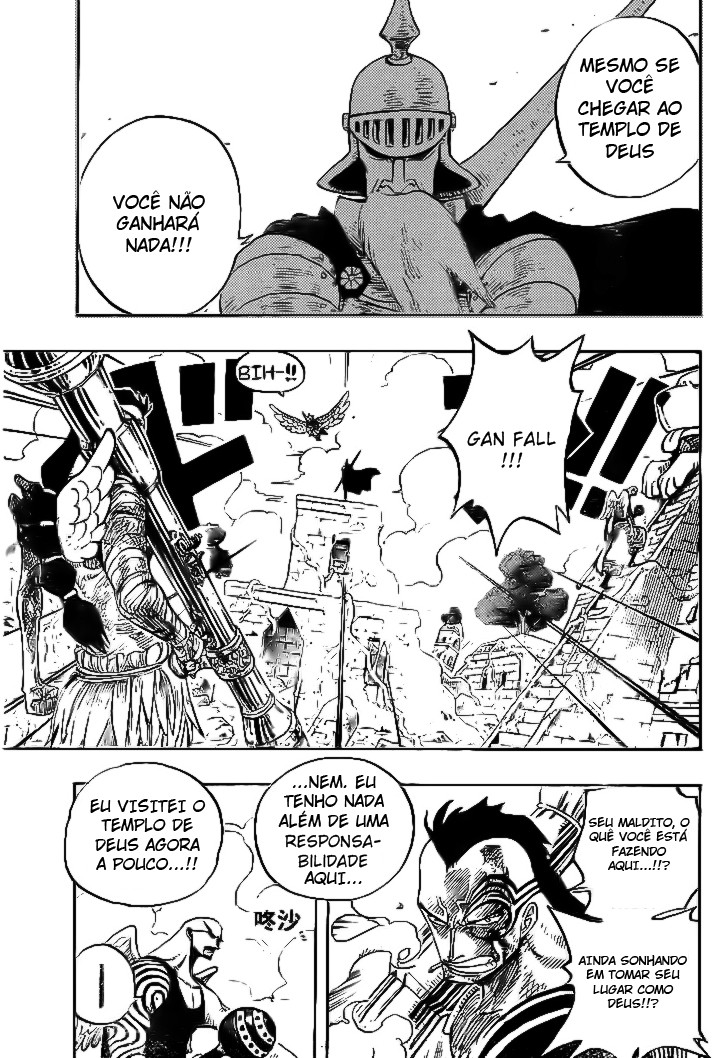 MESMO SE
VOCÊ
CHEGAR AO
TEMPLO DE
DEUS
VOCÊ NÃO
GANHARÁ
NADA!!!
BIH-!!
GAN FALL
!!!
SEU MALDITO, O
QUÊ VOCÊ ESTÁ
FAZENDO
AQUI...!!?
AINDA SONHANDO
EM TOMAR SEU
LUGAR COMO
DEUS!!?
...NEM. EU
TENHO NADA
ALÉM DE UMA
RESPONSA-
BILIDADE
AQUI...
EU VISITEI O
TEMPLO DE
DEUS AGORA
A POUCO...!!
咚沙